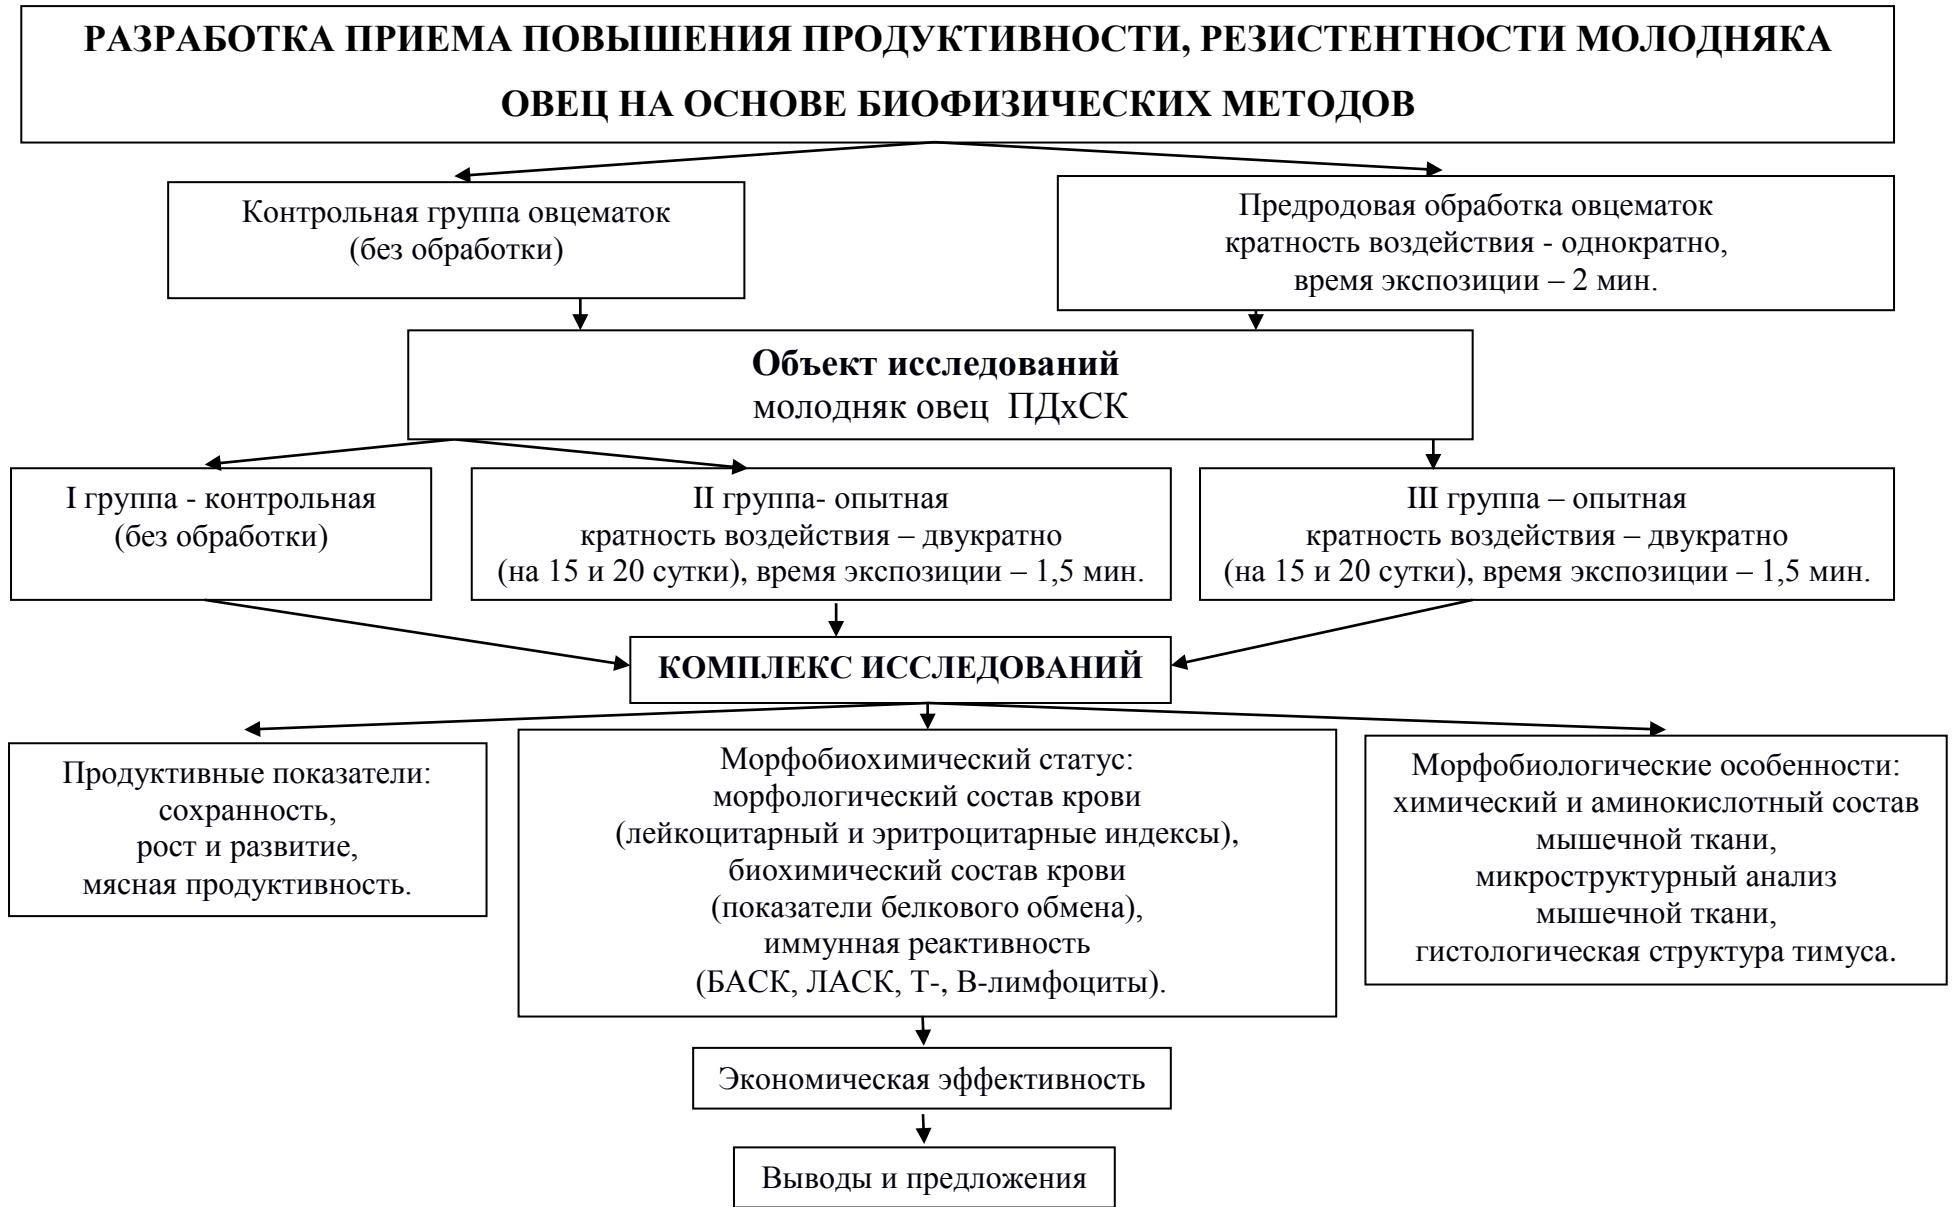 РАЗРАБОТКА ПРИЕМА ПОВЫШЕНИЯ ПРОДУКТИВНОСТИ, РЕЗИСТЕНТНОСТИ МОЛОДНЯКА
ОВЕЦ НА ОСНОВЕ БИОФИЗИЧЕСКИХ МЕТОДОВ
Контрольная группа овцематок
(без обработки)
Предродовая обработка овцематок
кратность воздействия - однократно,
время экспозиции – 2 мин.
Объект исследований
молодняк овец ПДхСК
I группа - контрольная
(без обработки)
II группа- опытная
кратность воздействия – двукратно
(на 15 и 20 сутки), время экспозиции – 1,5 мин.
III группа – опытная
кратность воздействия – двукратно
(на 15 и 20 сутки), время экспозиции – 1,5 мин.
КОМПЛЕКС ИССЛЕДОВАНИЙ
Продуктивные показатели:
сохранность,
рост и развитие,
мясная продуктивность.
Морфобиохимический статус:
морфологический состав крови
(лейкоцитарный и эритроцитарные индексы),
биохимический состав крови
(показатели белкового обмена),
иммунная реактивность
(БАСК, ЛАСК, Т-, В-лимфоциты).
Морфобиологические особенности:
химический и аминокислотный состав
мышечной ткани,
микроструктурный анализ
мышечной ткани,
гистологическая структура тимуса.
Экономическая эффективность
Выводы и предложения